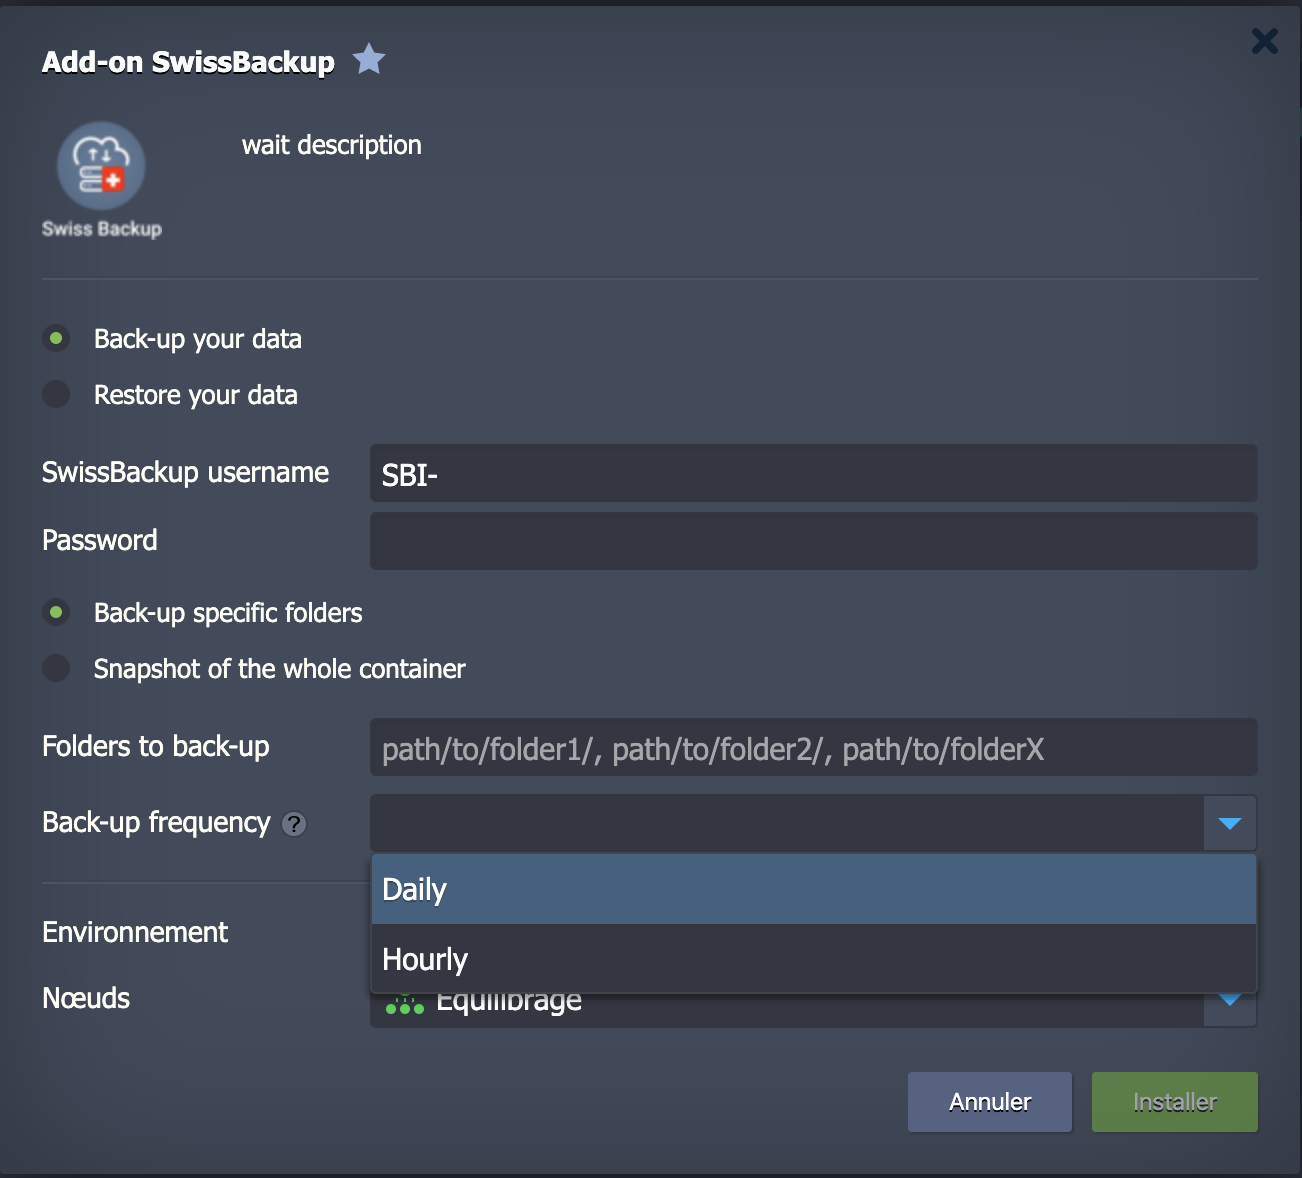 Add-on SwissBackup
wait description
Swiss Backup
Back-up your data
Restore your data
SwissBackup username SBI-
Password
Back-up specific folders
Snapshot of the whole container
Folders to back-up path/to/folder1/, path/to/folder2/, path/to/folderX
Back-up frequency ?
Daily
Environnement
Hourly
Nœuds Equilibrage
Annuler Installer